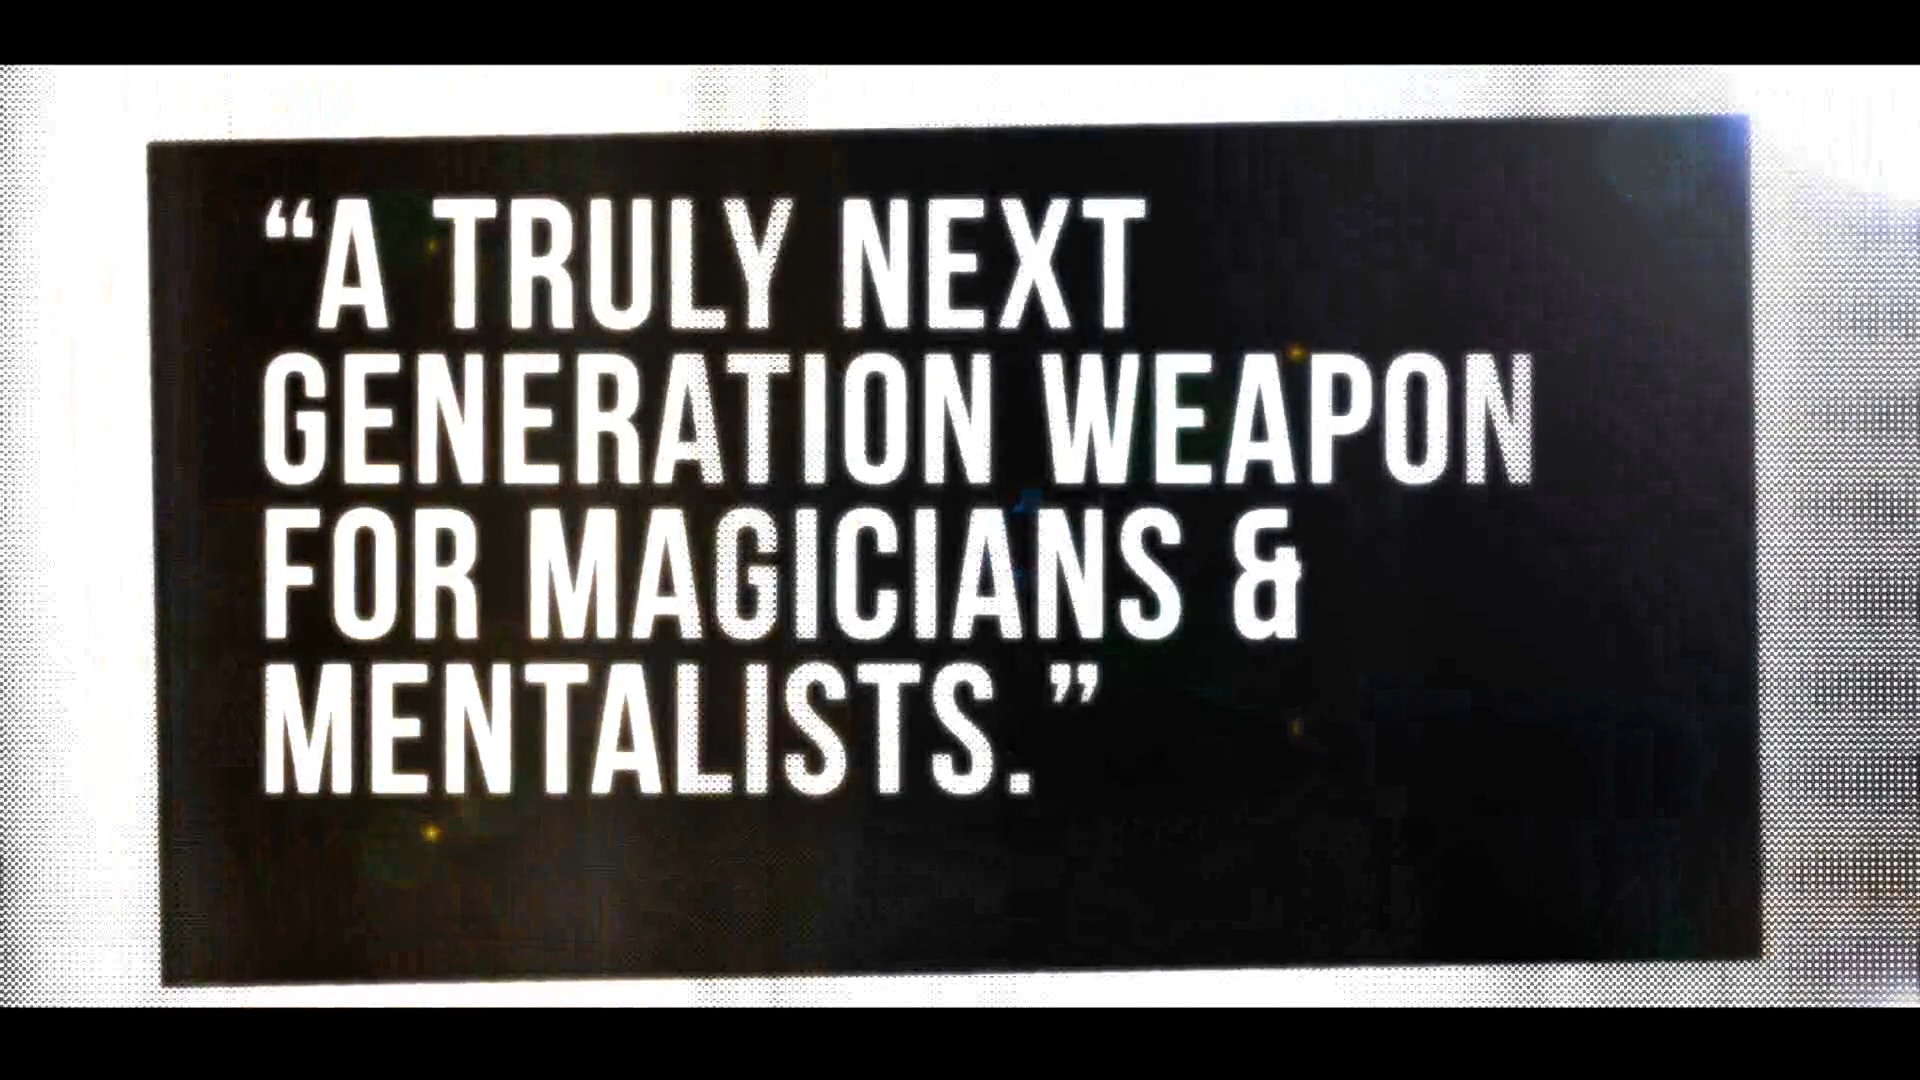 “A TRULY NEXT
GENERATION WEAPON
FOR MAGICIANS &
MENTALISTS.”